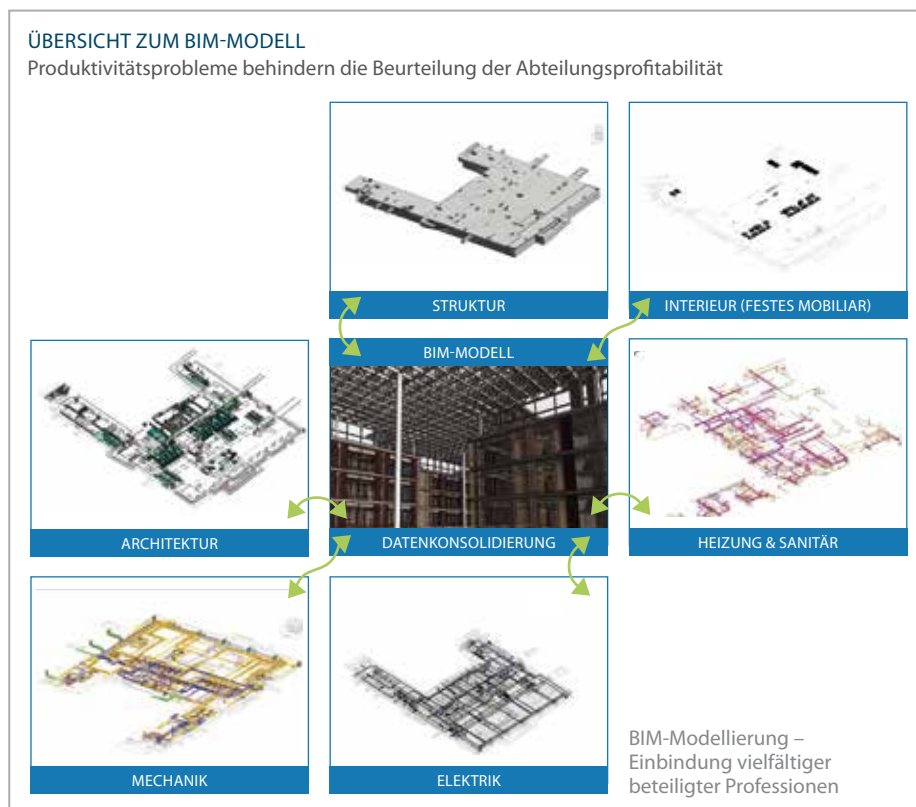 ÜBERSICHT ZUM BIM-MODELL
Produktivitätsprobleme behindern die Beurteilung der Abteilungsprofitabilität
STRUKTUR
INTERIEUR (FESTES MOBILIAR)
BIM-MODELL
ARCHITEKTUR
DATENKONSOLIDIERUNG
HEIZUNG & SANITÄR
MECHANIK
ELEKTRIK
BIM-Modellierung –
Einbindung vielfältiger
beteiligter Professionen